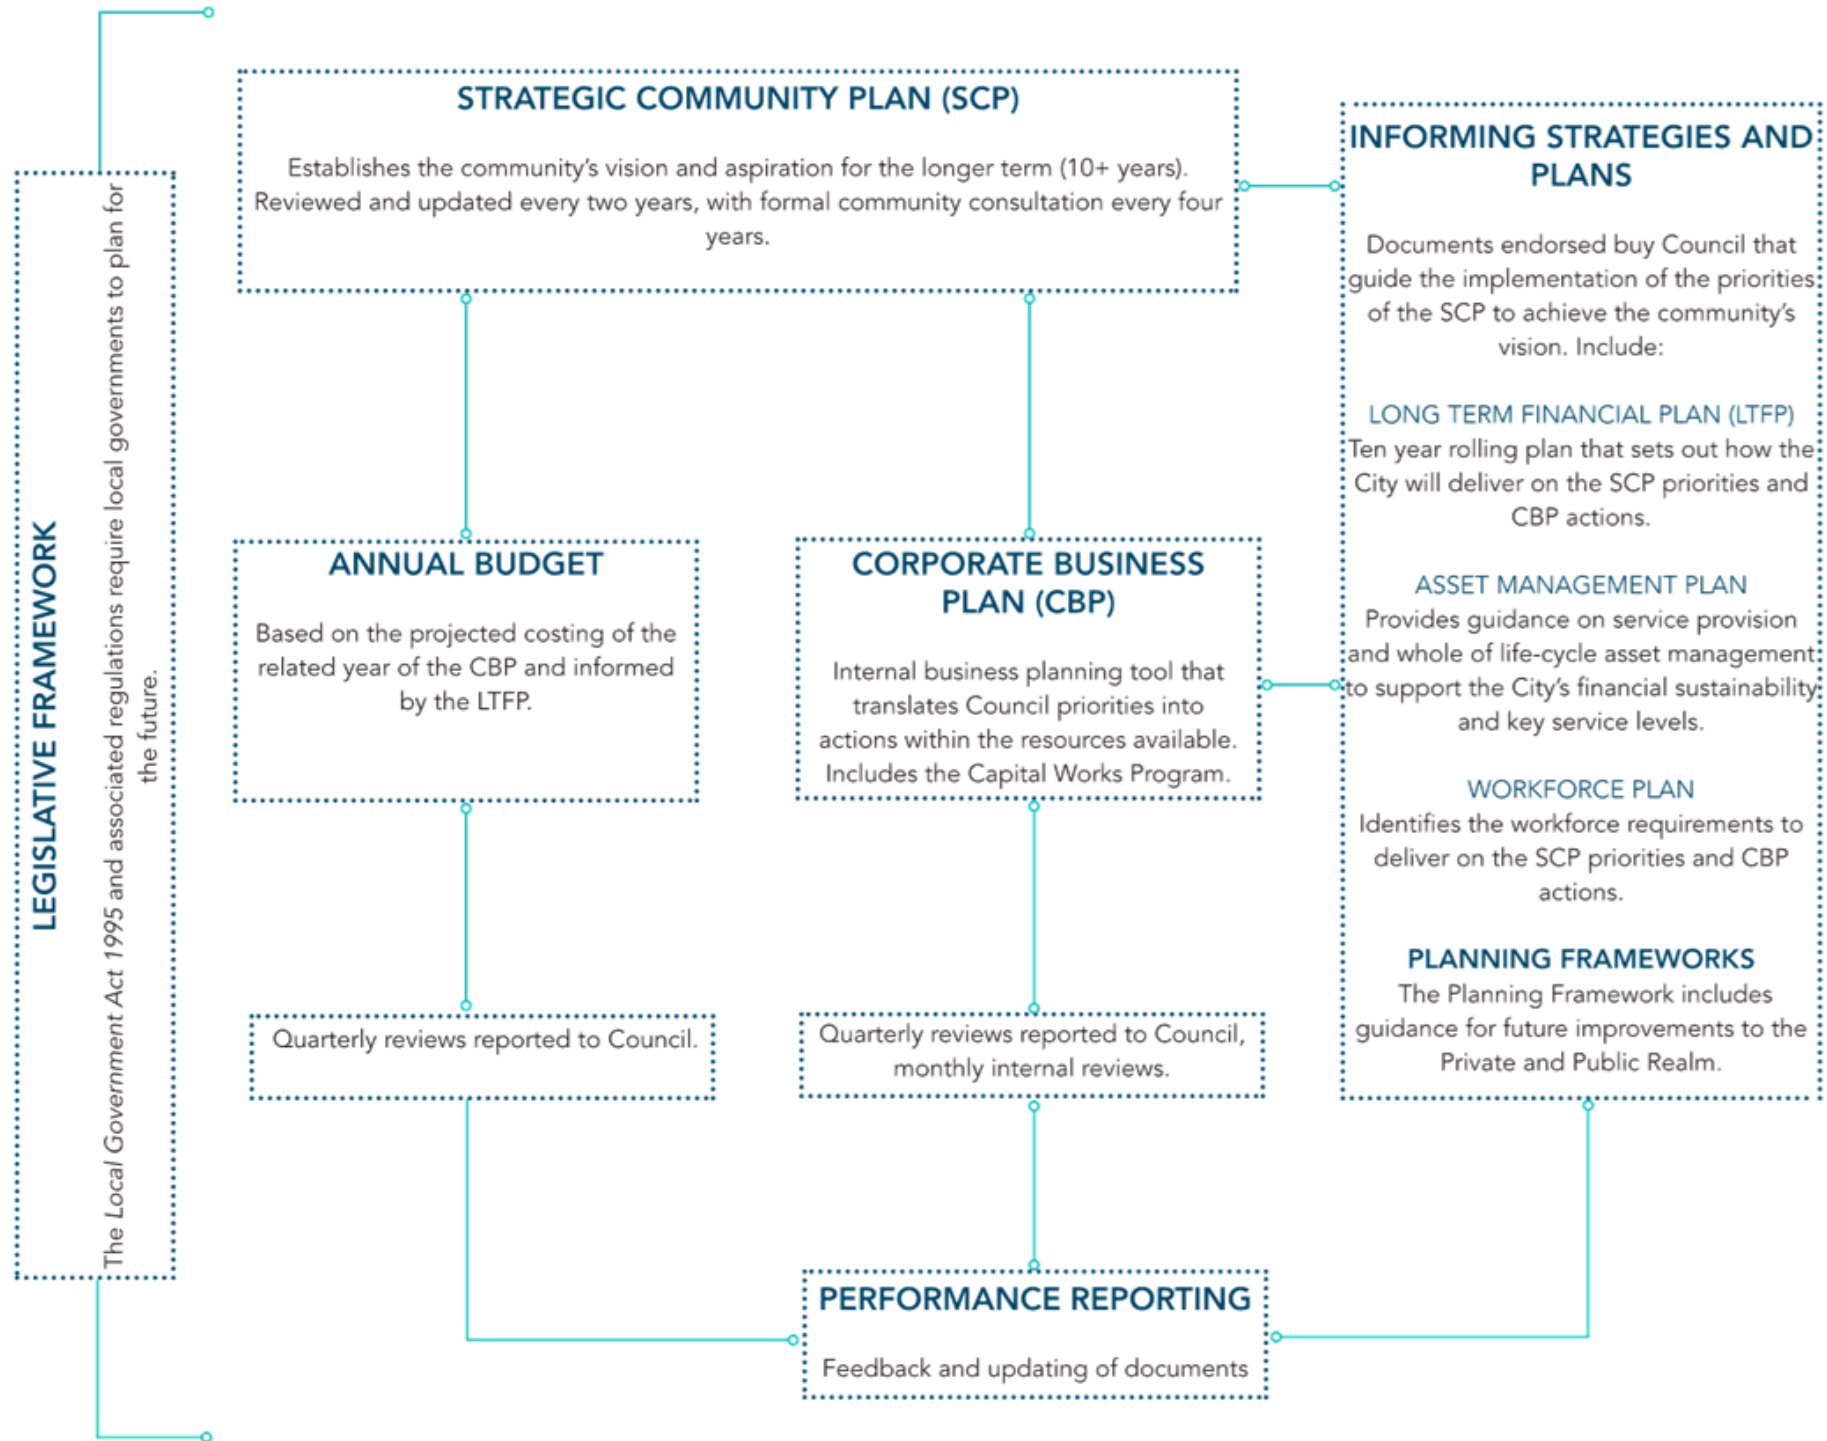 LEGISLATIVE FRAMEWORK
The Local Government Act 1995 and associated regulations require local governments to plan for
the future.
STRATEGIC COMMUNITY PLAN (SCP)
Establishes the community's vision and aspiration for the longer term (10+ years).
Reviewed and updated every two years, with formal community consultation every four
years.
ANNUAL BUDGET
Based on the projected costing of the
related year of the CBP and informed
by the LTFP.
CORPORATE BUSINESS
PLAN (CBP)
Internal business planning tool that
translates Council priorities into
actions within the resources available.
Includes the Capital Works Program.
Quarterly reviews reported to Council.
Quarterly reviews reported to Council,
monthly internal reviews.
PERFORMANCE REPORTING
Feedback and updating of documents
INFORMING STRATEGIES AND
PLANS
Documents endorsed buy Council that
guide the implementation of the priorities
of the SCP to achieve the community's
vision. Include:
LONG TERM FINANCIAL PLAN (LTFP)
Ten year rolling plan that sets out how the
City will deliver on the SCP priorities and
CBP actions.
ASSET MANAGEMENT PLAN
Provides guidance on service provision
and whole of life-cycle asset management
to support the City's financial sustainability
and key service levels.
WORKFORCE PLAN
Identifies the workforce requirements to
deliver on the SCP priorities and CBP
actions.
PLANNING FRAMEWORKS
The Planning Framework includes
guidance for future improvements to the
Private and Public Realm.